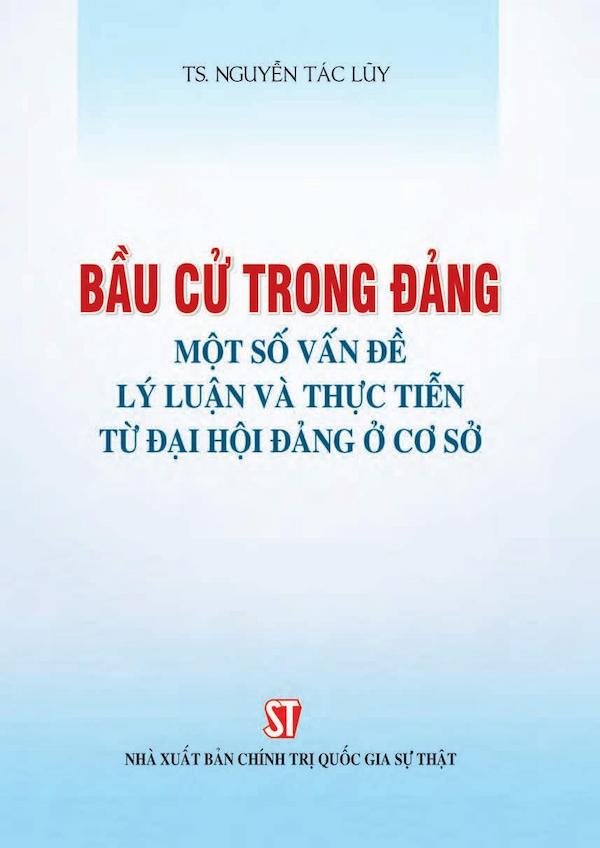 TS. NGUYỄN TÁC LŨY
BẦU CỬ TRONG ĐẢNG
MỘT SỐ VẤN ĐỀ
LÝ LUẬN VÀ THỰC TIỄN
TỪ ĐẠI HỘI ĐẢNG Ở CƠ SỞ
ST
NHÀ XUẤT BẢN CHÍNH TRỊ QUỐC GIA SỰ THẬT